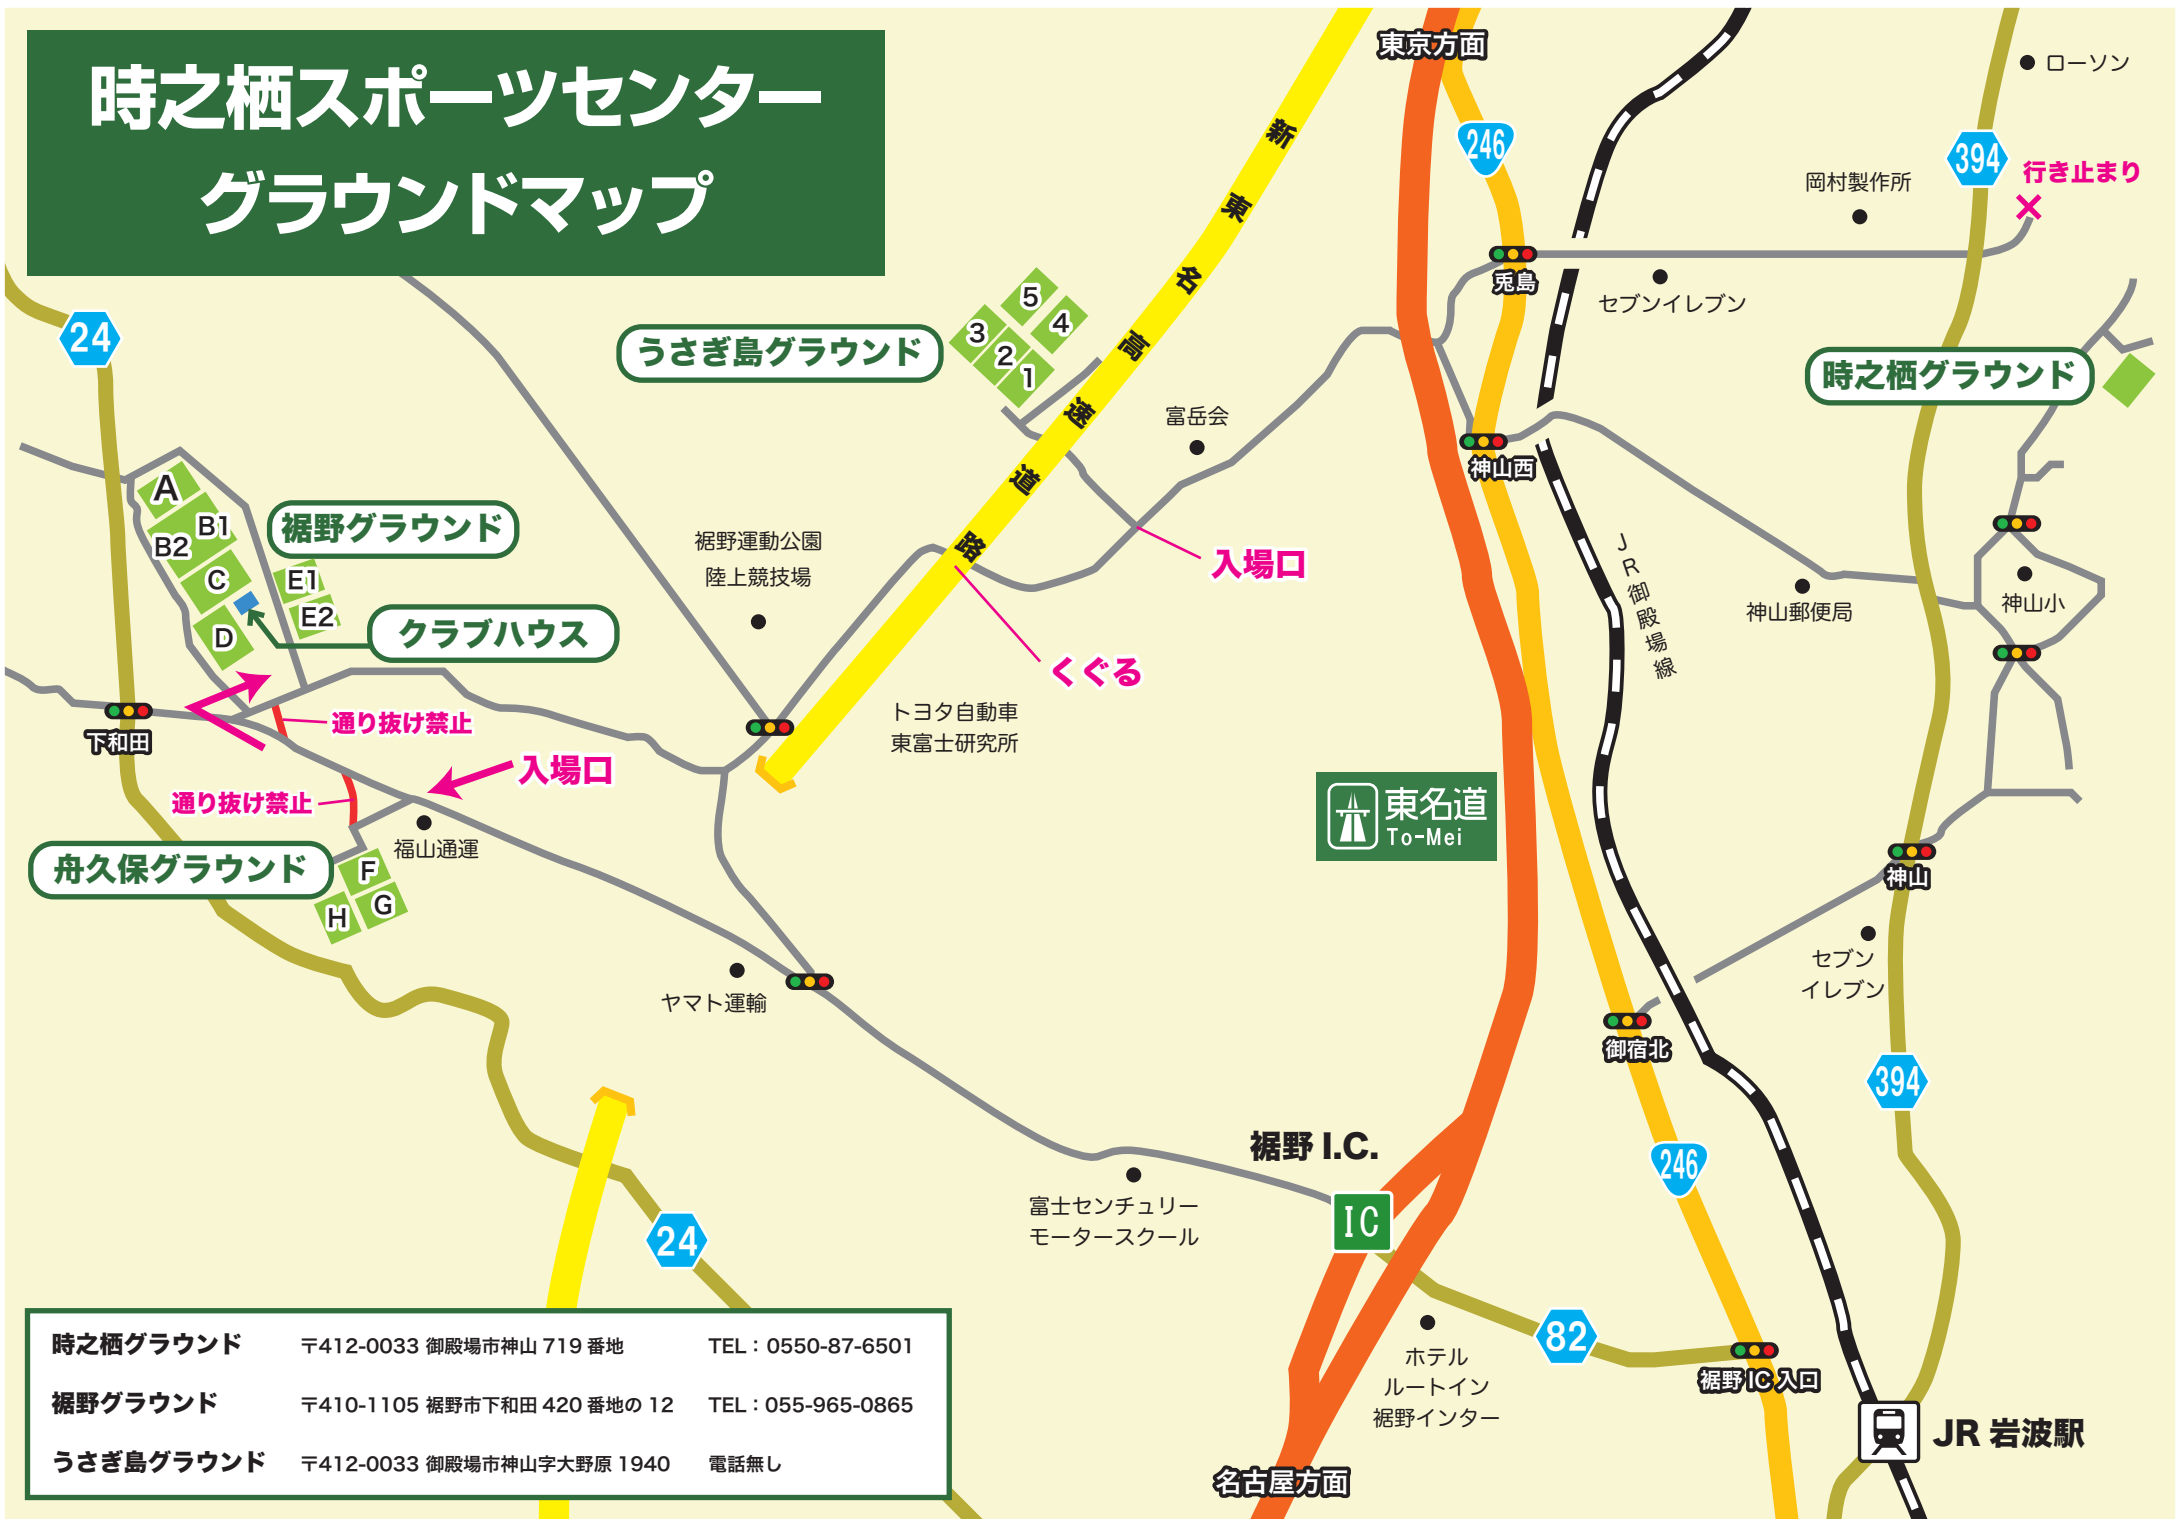 時之栖スポーツセンター
グラウンドマップ
東京方面
ローソン
新東名高速道路
246
394
行き止まり
岡村製作所
兎島
セブンイレブン
24
うさぎ島グラウンド
5
3
4
2
1
時之栖グラウンド
富岳会
神山西
A
B1
B2
裾野グラウンド
C
E1
E2
D
クラブハウス
裾野運動公園
陸上競技場
入場口
くぐる
JR御殿場線
神山郵便局
神山小
下和田
通り抜け禁止
トヨタ自動車
東富士研究所
入場口
通り抜け禁止
東名道
To-Mei
福山通運
舟久保グラウンド
F
G
H
神山
セブン
イレブン
ヤマト運輸
御宿北
394
裾野 I.C.
246
富士センチュリー
モータースクール
IC
24
82
ホテル
ルートイン
裾野インター
裾野 IC 入口
JR 岩波駅
名古屋方面
時之栖グラウンド 〒412-0033 御殿場市神山 719 番地 TEL：0550-87-6501
裾野グラウンド 〒410-1105 裾野市下和田 420 番地の 12 TEL：055-965-0865
うさぎ島グラウンド 〒412-0033 御殿場市神山字大野原 1940 電話無し